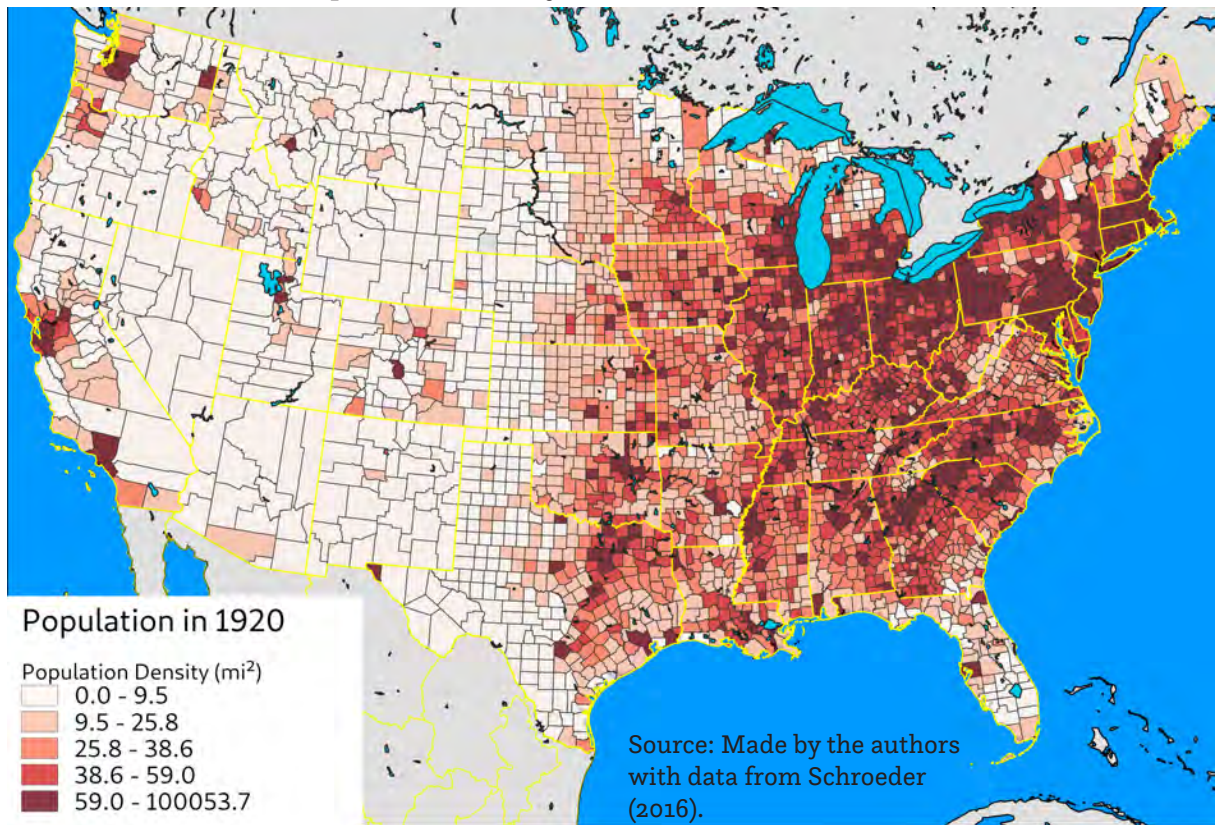 Population in 1920
Population Density (mi²)
0.0 - 9.5
9.5 - 25.8
25.8 - 38.6
38.6 - 59.0
59.0 - 100053.7
Source: Made by the authors
with data from Schroeder
(2016).